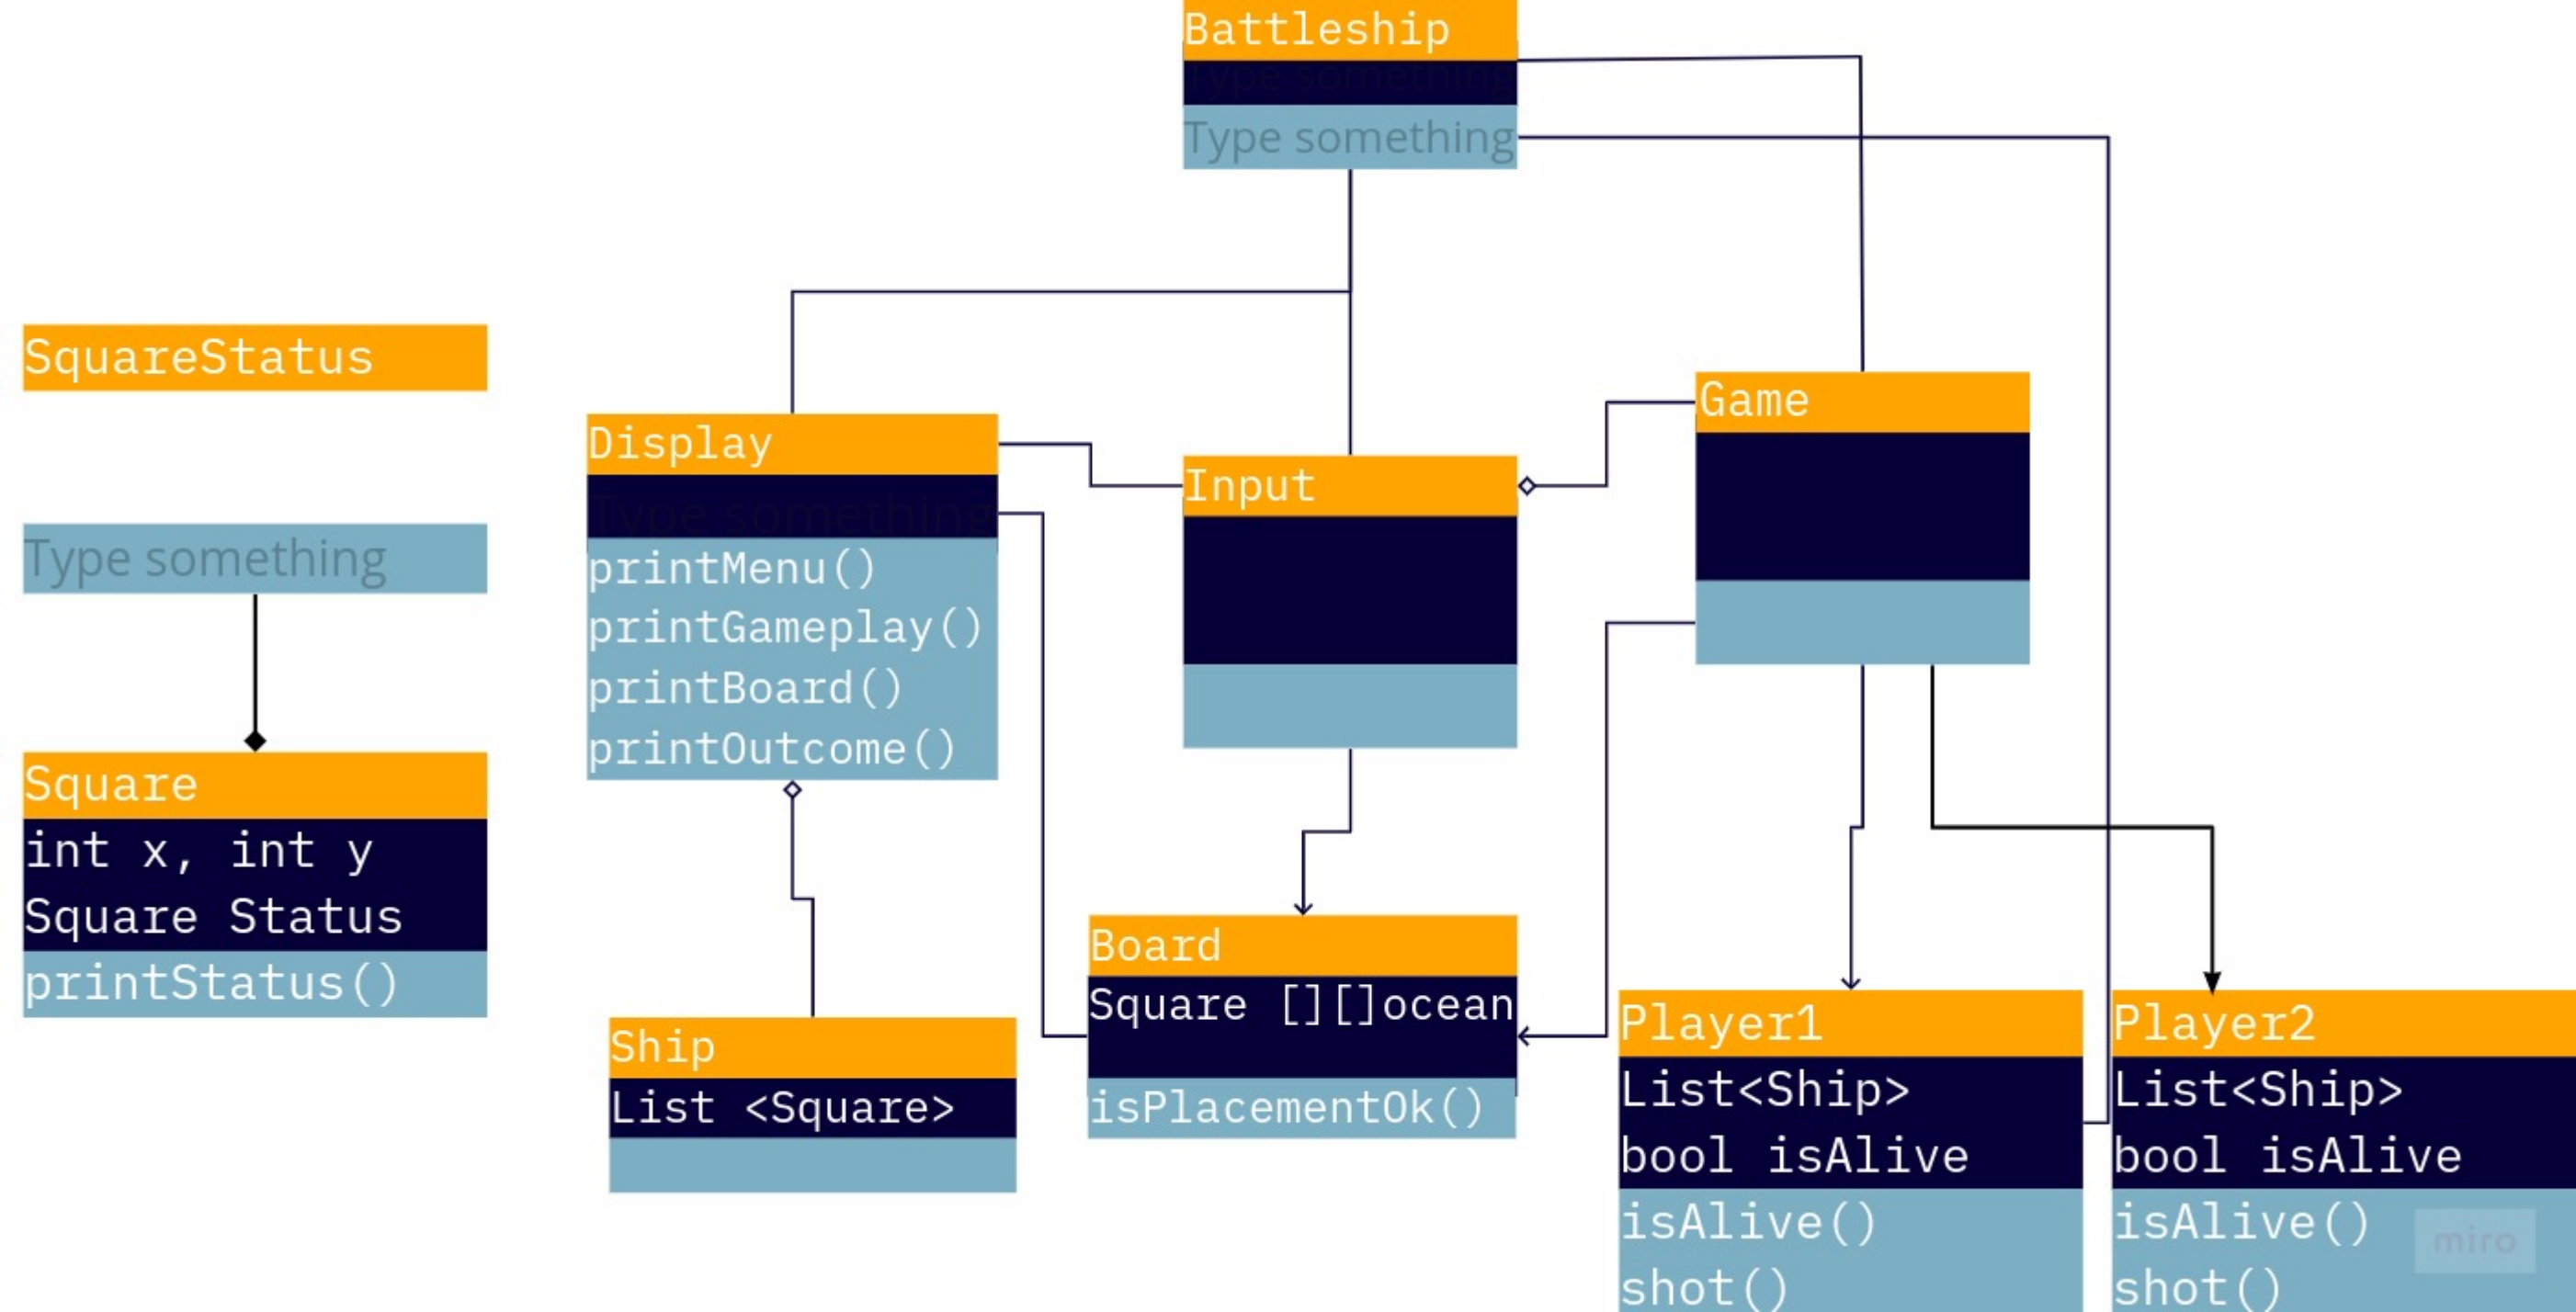 Battleship
Type something
Type something
SquareStatus
Type something
Square
int x, int y
Square Status
printStatus()
Display
Type something
printMenu()
printGameplay()
printBoard()
printOutcome()
Input
Game
Ship
List <Square>
Board
Square [][]ocean
isPlacementOk()
Player1
List<Ship>
bool isAlive
isAlive()
shot()
Player2
List<Ship>
bool isAlive
isAlive()
shot()
miro